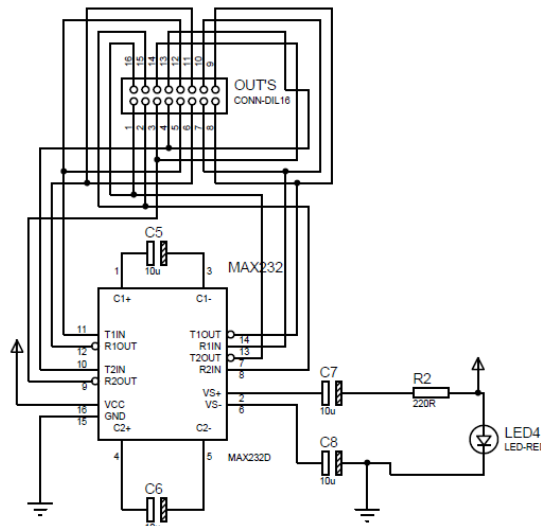 16 15 14 13 12 11 10 9
OUT'S
CONN-DIL16
1 2 3 4 5 6 7 8
C5
10u
MAX232
1 3
C1+ C1-
11 T1IN T1OUT 14
12 R1OUT R1IN 13
10 T2IN T2OUT 7
9 R2OUT R2IN 8
16 VCC VS+ 2
15 GND VS- 6
C2+ C2-
4 5
MAX232D
C7
10u
R2
220R
C8
10u
LED4
C6